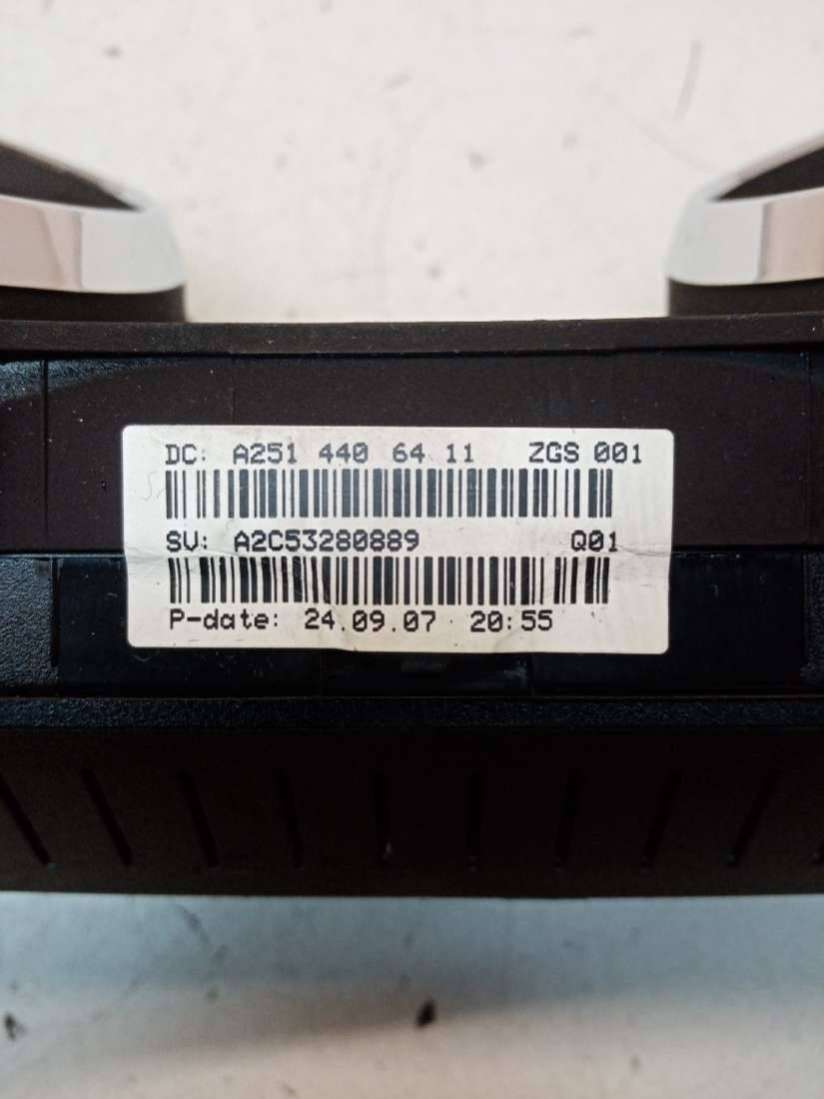 DC: A251 440 64 11 ZGS 001
SV: A2C53280889 Q01
P-date: 24.09.07 20:55